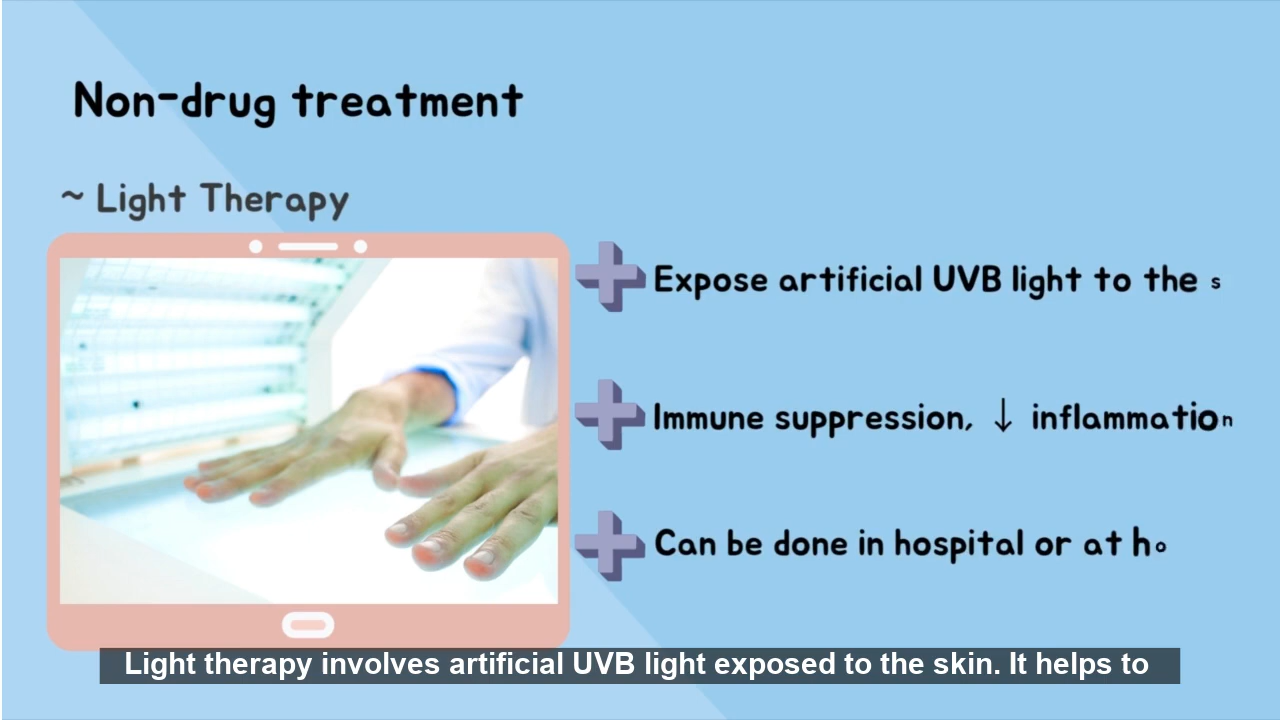 Non-drug treatment
~ Light Therapy
Expose artificial UVB light to the s
Immune suppression, ↓ inflammation
Can be done in hospital or at ho
Light therapy involves artificial UVB light exposed to the skin. It helps to